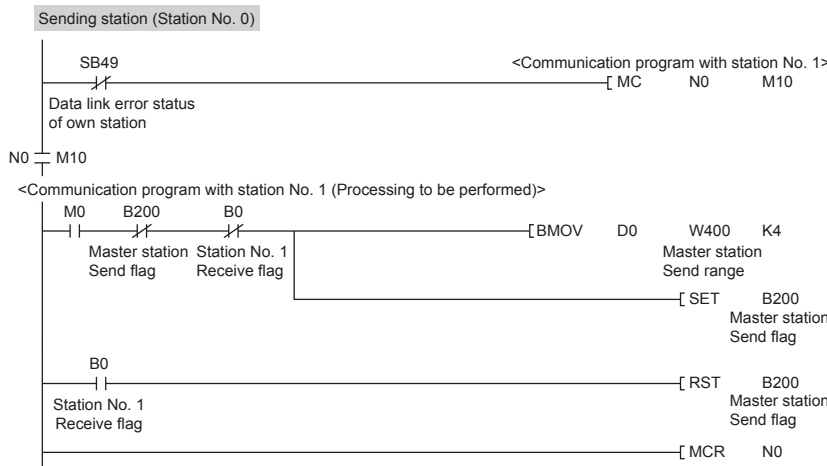 Sending station (Station No. 0)
SB49
<Communication program with station No. 1>
MC N0 M10
Data link error status
of own station
N0 M10
<Communication program with station No. 1 (Processing to be performed)>
M0 B200 B0
BMOV D0 W400 K4
Master station
Send flag
Station No. 1
Receive flag
Master station
Send range
SET B200
Master station
Send flag
B0
RST B200
Station No. 1
Receive flag
Master station
Send flag
MCR N0